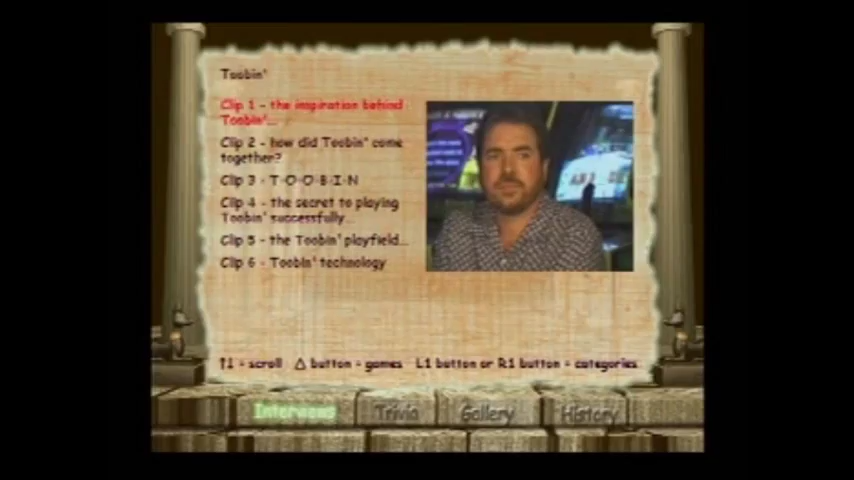 Toobin'
Clip 1 - the inspiration behind
Toobin'...
Clip 2 - how did Toobin' come
together?
Clip 3 - T-O-O-B-I-N
Clip 4 - the secret to playing
Toobin' successfully...
Clip 5 - the Toobin' playfield...
Clip 6 - Toobin' technology
↑↓ = scroll △ button = games L1 button or R1 button = categories
Interviews Trivia Gallery History